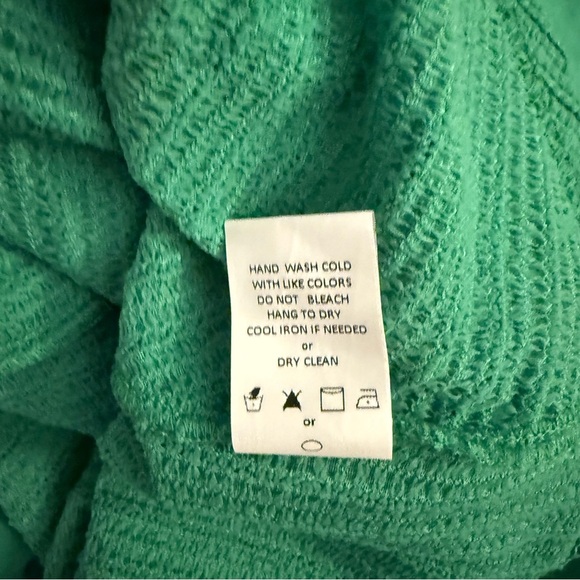 HAND WASH COLD
WITH LIKE COLORS
DO NOT BLEACH
HANG TO DRY
COOL IRON IF NEEDED
or
DRY CLEAN
or